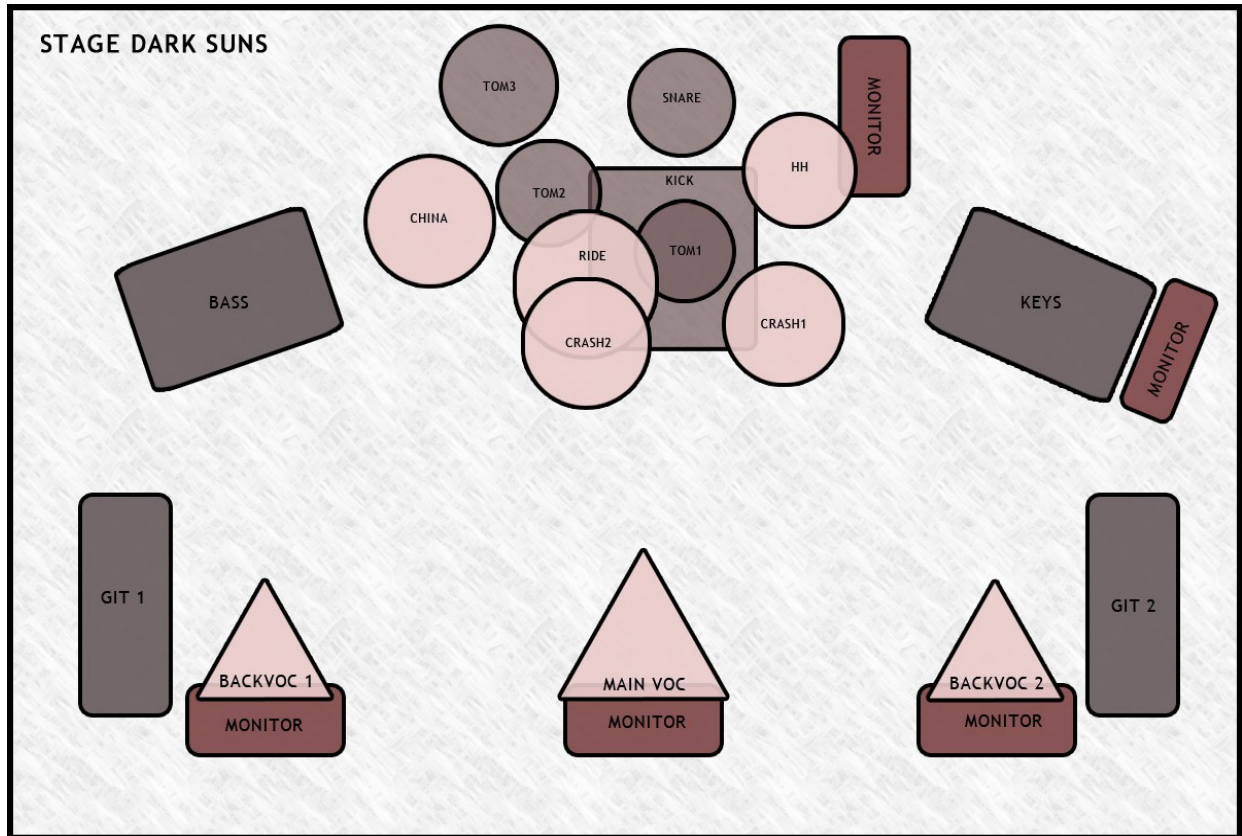 STAGE DARK SUNS
TOM3
SNARE
MONITOR
HH
KICK
TOM2
CHINA
TOM1
RIDE
BASS
KEYS
CRASH1
CRASH2
MONITOR
GIT 1
GIT 2
BACKVOC 1
MAIN VOC
BACKVOC 2
MONITOR
MONITOR
MONITOR